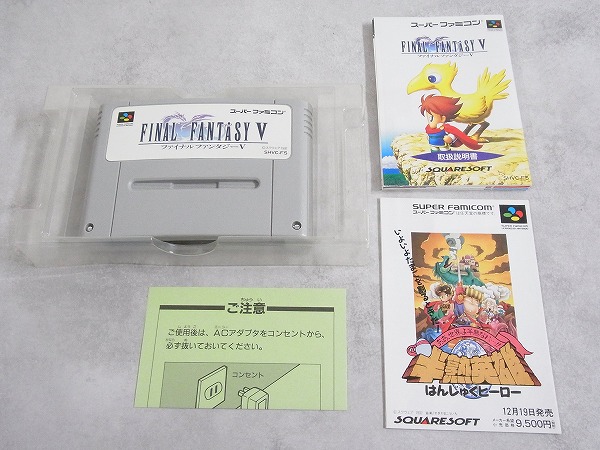 スーパーファミコン
FINAL FANTASY V
ファイナルファンタジーV
SHVC-F5
スーパーファミコン
FINAL FANTASY V
ファイナルファンタジーV
取扱説明書
SHVC-F5
SQUARESOFT
ちゅう い
ご注意
ご使用後は、ACアダプタをコンセントから、
必ず抜いておいてください。
コンセント
SUPER FAMICOM
スーパーファミコン
半熟英雄
はんじゅくヒーロー
12月19日発売
SQUARESOFT
9,500円